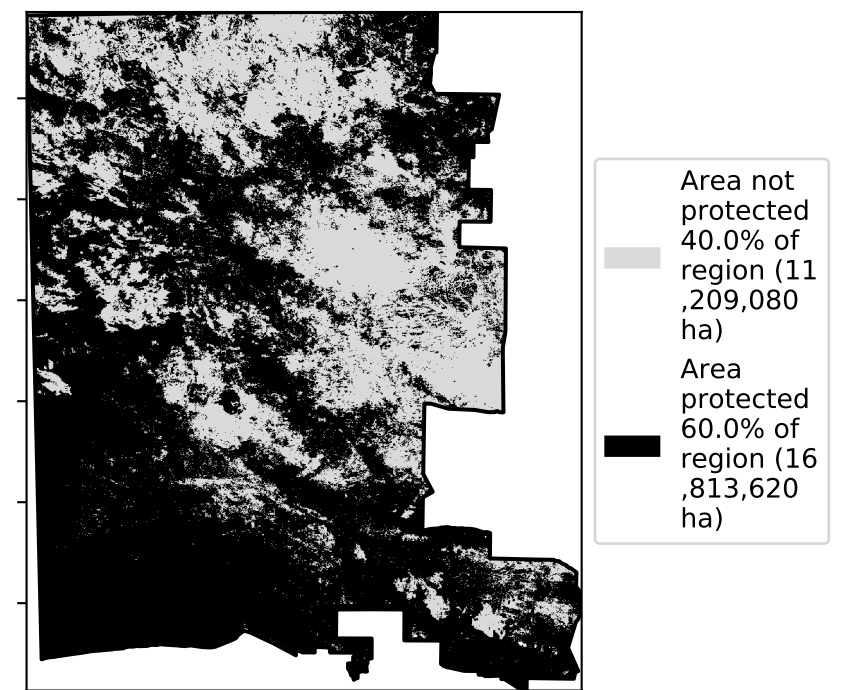 Area not
protected
40.0% of
region (11
,209,080
ha)
Area
protected
60.0% of
region (16
,813,620
ha)